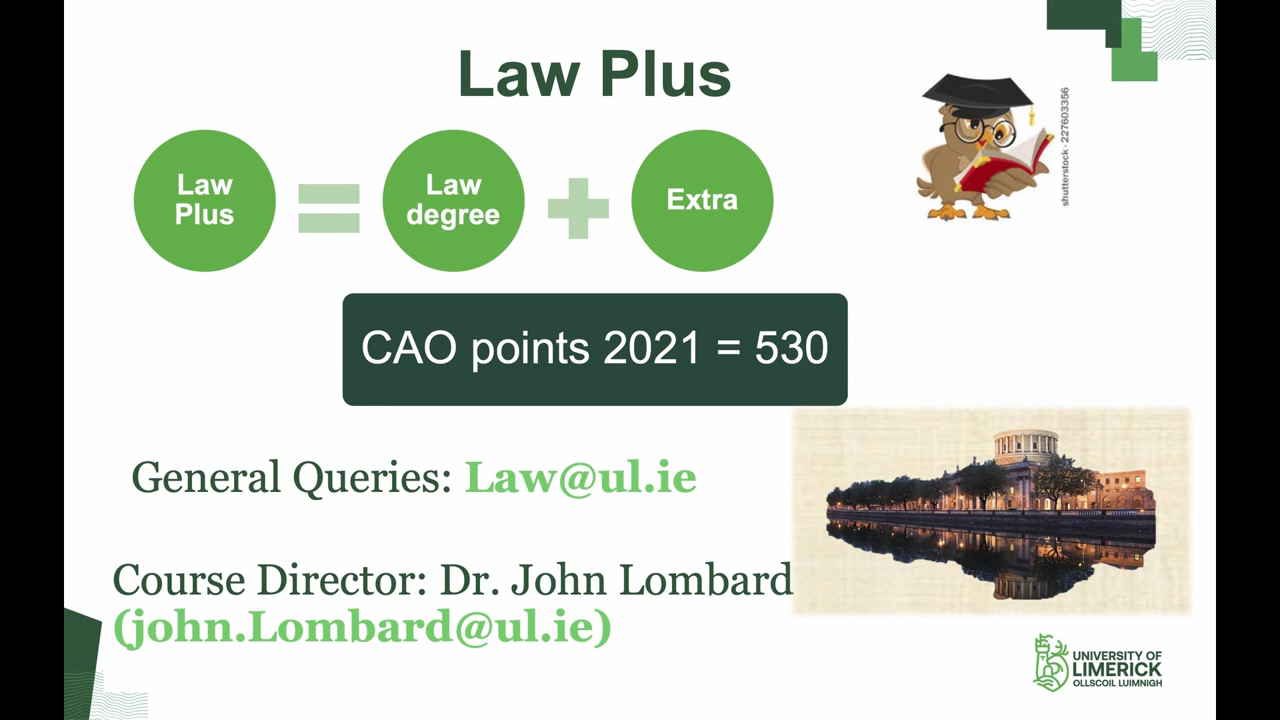 Law Plus
Law
Plus
=
Law
degree
+
Extra
shutterstock · 227603356
CAO points 2021 = 530
General Queries: Law@ul.ie
Course Director: Dr. John Lombard
(john.Lombard@ul.ie)
UNIVERSITY OF
LIMERICK
OLLSCOIL LUIMNIGH